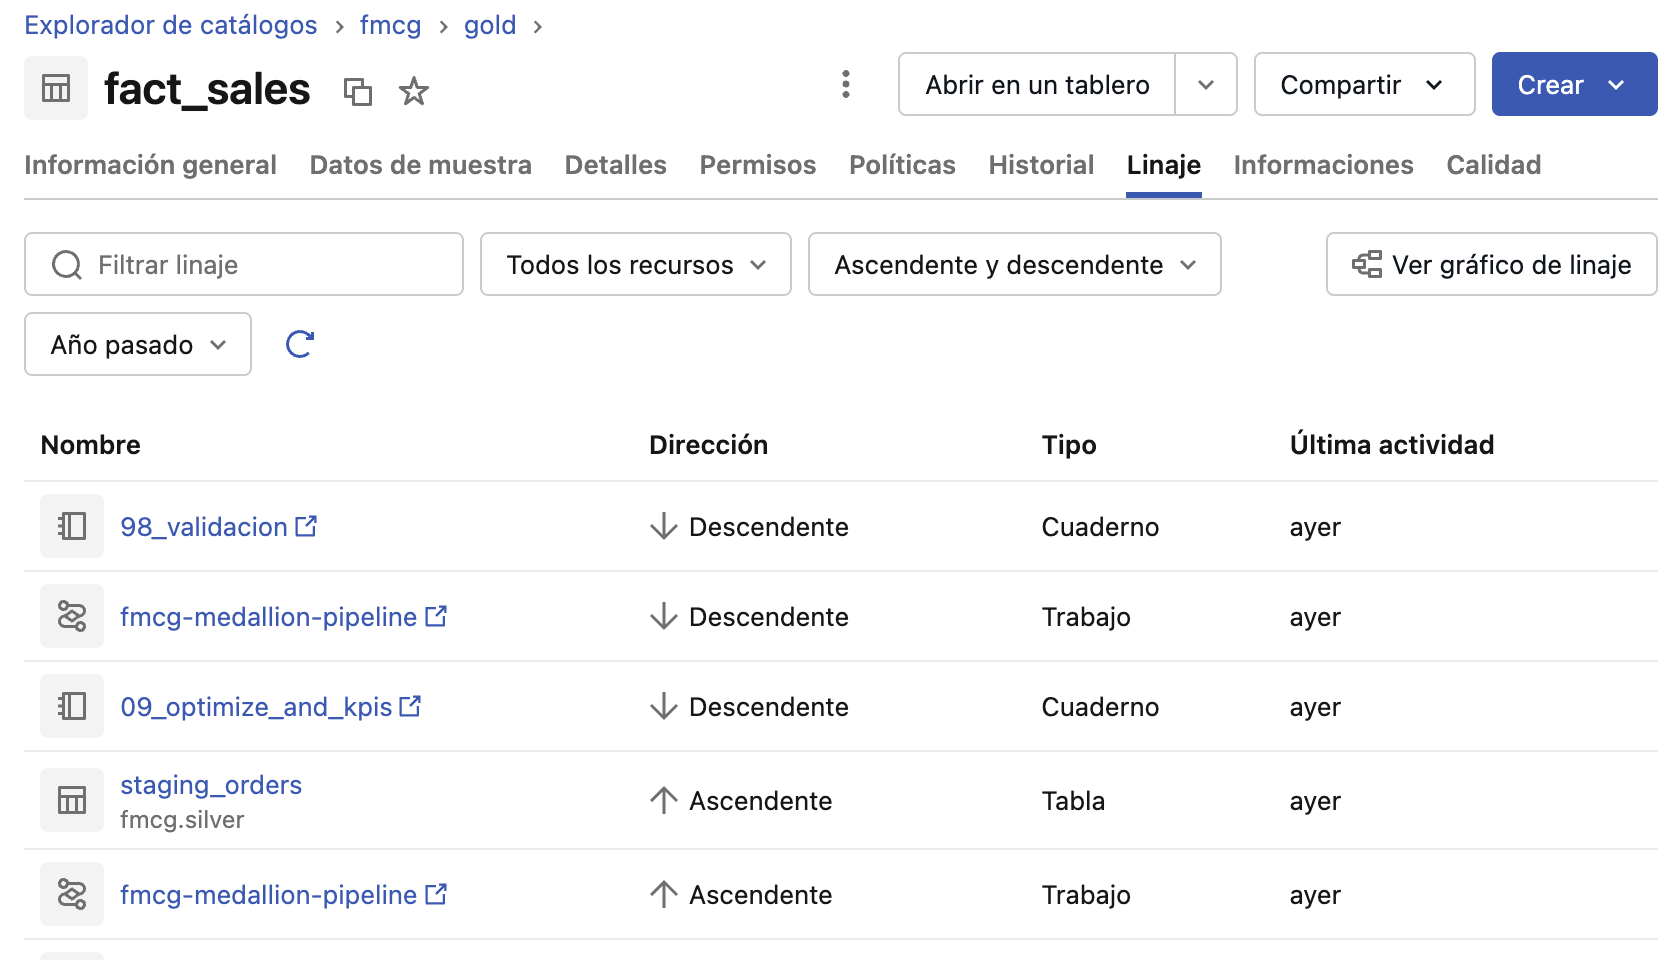 Explorador de catálogos > fmcg > gold >
fact_sales
Abrir en un tablero
Compartir
Crear
Información general Datos de muestra Detalles Permisos Políticas Historial Linaje Informaciones Calidad
Filtrar linaje
Todos los recursos
Ascendente y descendente
Ver gráfico de linaje
Año pasado
Nombre Dirección Tipo Última actividad
98_validacion Descendente Cuaderno ayer
fmcg-medallion-pipeline Descendente Trabajo ayer
09_optimize_and_kpis Descendente Cuaderno ayer
staging_orders Ascendente Tabla ayer
fmcg.silver
fmcg-medallion-pipeline Ascendente Trabajo ayer